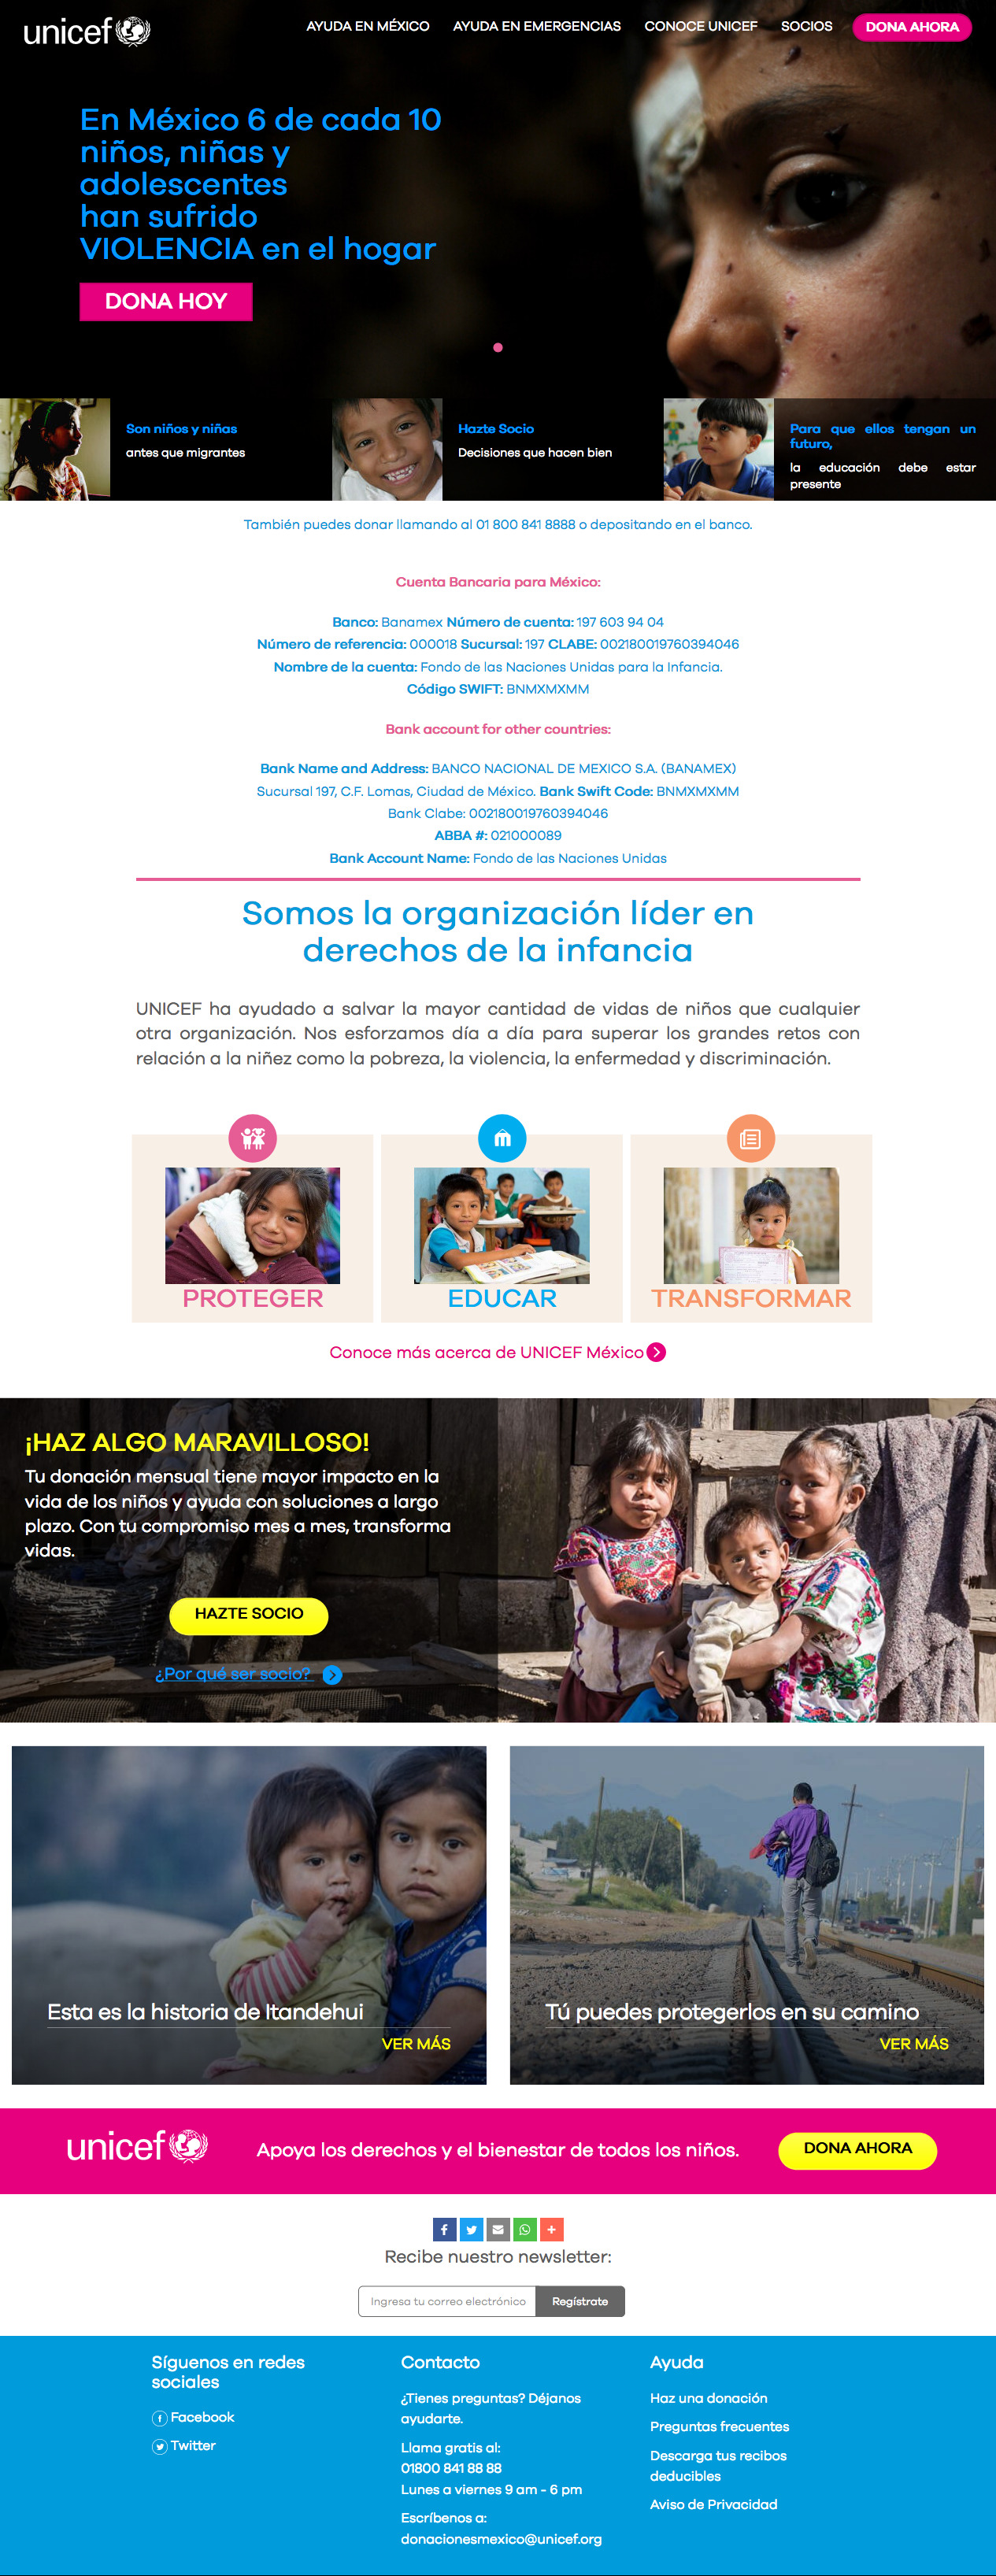 unicef
AYUDA EN MÉXICO AYUDA EN EMERGENCIAS CONOCE UNICEF SOCIOS DONA AHORA
En México 6 de cada 10
niños, niñas y
adolescentes
han sufrido
VIOLENCIA en el hogar
DONA HOY
Son niños y niñas
antes que migrantes
Hazte Socio
Decisiones que hacen bien
Para que ellos tengan un
futuro,
la educación debe estar
presente
También puedes donar llamando al 01 800 841 8888 o depositando en el banco.
Cuenta Bancaria para México:
Banco: Banamex Número de cuenta: 197 603 94 04
Número de referencia: 000018 Sucursal: 197 CLABE: 002180019760394046
Nombre de la cuenta: Fondo de las Naciones Unidas para la Infancia.
Código SWIFT: BNMXMXMM
Bank account for other countries:
Bank Name and Address: BANCO NACIONAL DE MEXICO S.A. (BANAMEX)
Sucursal 197, C.F. Lomas, Ciudad de México. Bank Swift Code: BNMXMXMM
Bank Clabe: 002180019760394046
ABBA #: 021000089
Bank Account Name: Fondo de las Naciones Unidas
Somos la organización líder en
derechos de la infancia
UNICEF ha ayudado a salvar la mayor cantidad de vidas de niños que cualquier
otra organización. Nos esforzamos día a día para superar los grandes retos con
relación a la niñez como la pobreza, la violencia, la enfermedad y discriminación.
PROTEGER
EDUCAR
TRANSFORMAR
Conoce más acerca de UNICEF México
¡HAZ ALGO MARAVILLOSO!
Tu donación mensual tiene mayor impacto en la
vida de los niños y ayuda con soluciones a largo
plazo. Con tu compromiso mes a mes, transforma
vidas.
HAZTE SOCIO
¿Por qué ser socio?
Esta es la historia de Itandehui
VER MÁS
Tú puedes protegerlos en su camino
VER MÁS
unicef
Apoya los derechos y el bienestar de todos los niños.
DONA AHORA
Recibe nuestro newsletter:
Ingresa tu correo electrónico
Regístrate
Síguenos en redes
sociales
Facebook
Twitter
Contacto
¿Tienes preguntas? Déjanos
ayudarte.
Llama gratis al:
01800 841 88 88
Lunes a viernes 9 am - 6 pm
Escríbenos a:
donacionesmexico@unicef.org
Ayuda
Haz una donación
Preguntas frecuentes
Descarga tus recibos
deducibles
Aviso de Privacidad